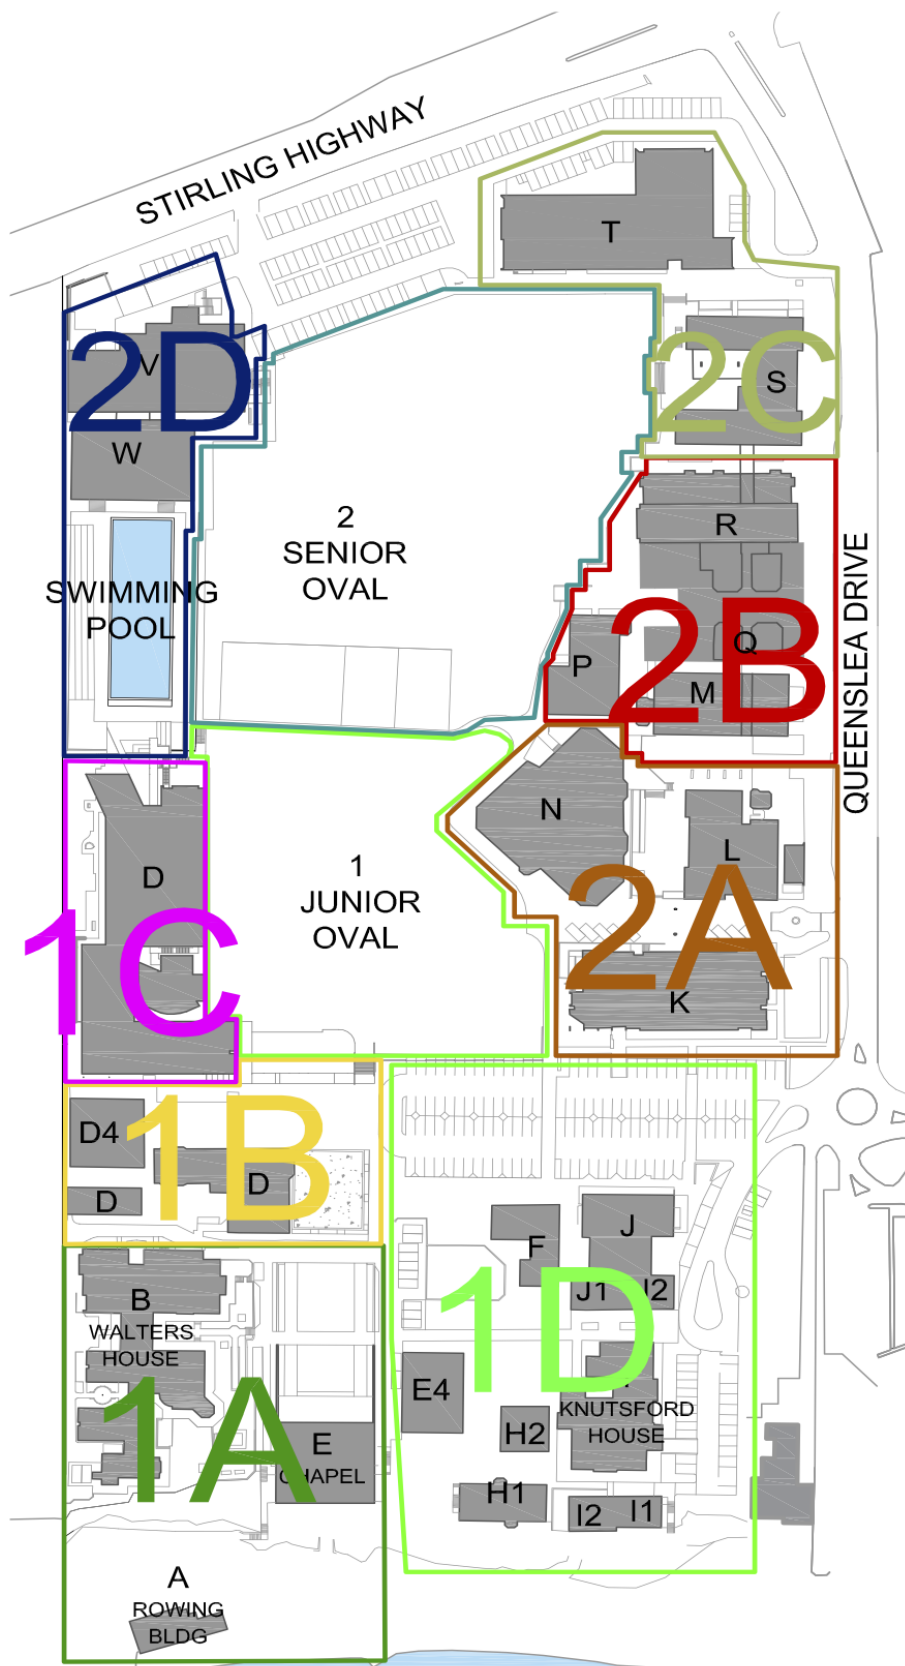 STIRLING HIGHWAY
T
2D
V
2C
S
W
R
2
SENIOR
OVAL
QUEENSLEA DRIVE
SWIMMING
POOL
2B
Q
P
M
N
L
D
1
JUNIOR
OVAL
2A
1C
K
D4
1B
D
D
J
F
1D
J1
I2
B
WALTERS
HOUSE
E4
KNUTSFORD
HOUSE
H2
1A
E
CHAPEL
H1
I2
I1
A
ROWING
BLDG